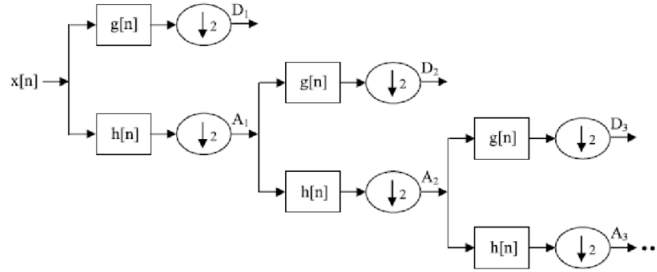 g[n] ↓2 D₁
x[n]
h[n] ↓2 A₁
g[n] ↓2 D₂
h[n] ↓2 A₂
g[n] ↓2 D₃
h[n] ↓2 A₃ ••